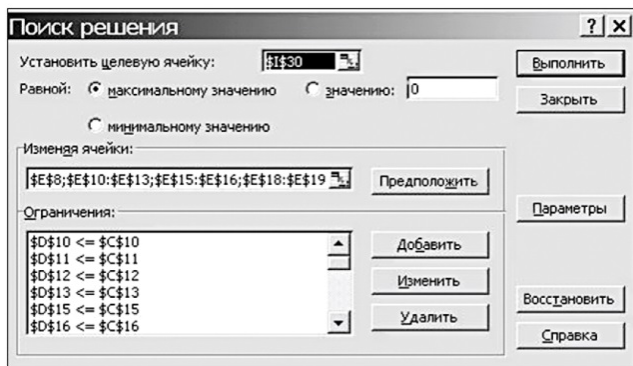 Поиск решения ? ×
Установить целевую ячейку: $I$30 Выполнить
Равной: максимальному значению значению: 0 Закрыть
минимальному значению
Изменяя ячейки:
$E$8;$E$10:$E$13;$E$15:$E$16;$E$18:$E$19 Предположить
Ограничения: Параметры
$D$10 <= $C$10 Добавить
$D$11 <= $C$11
$D$12 <= $C$12 Изменить
$D$13 <= $C$13 Восстановить
$D$15 <= $C$15 Удалить
$D$16 <= $C$16 Справка